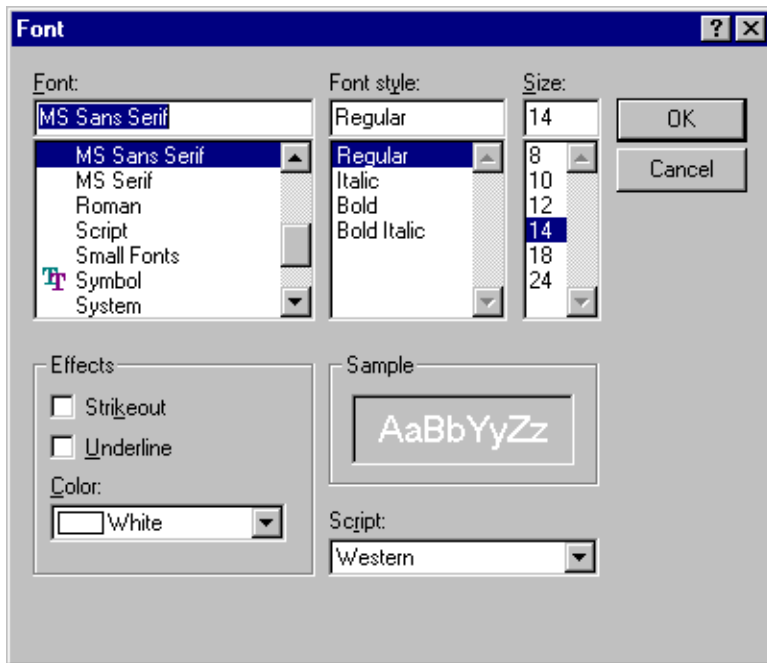 Font
Font:
MS Sans Serif
MS Sans Serif
MS Serif
Roman
Script
Small Fonts
Symbol
System
Font style:
Regular
Regular
Italic
Bold
Bold Italic
Size:
14
8
10
12
14
18
24
OK
Cancel
Effects
Strikeout
Underline
Color:
White
Sample
AaBbYyZz
Script:
Western